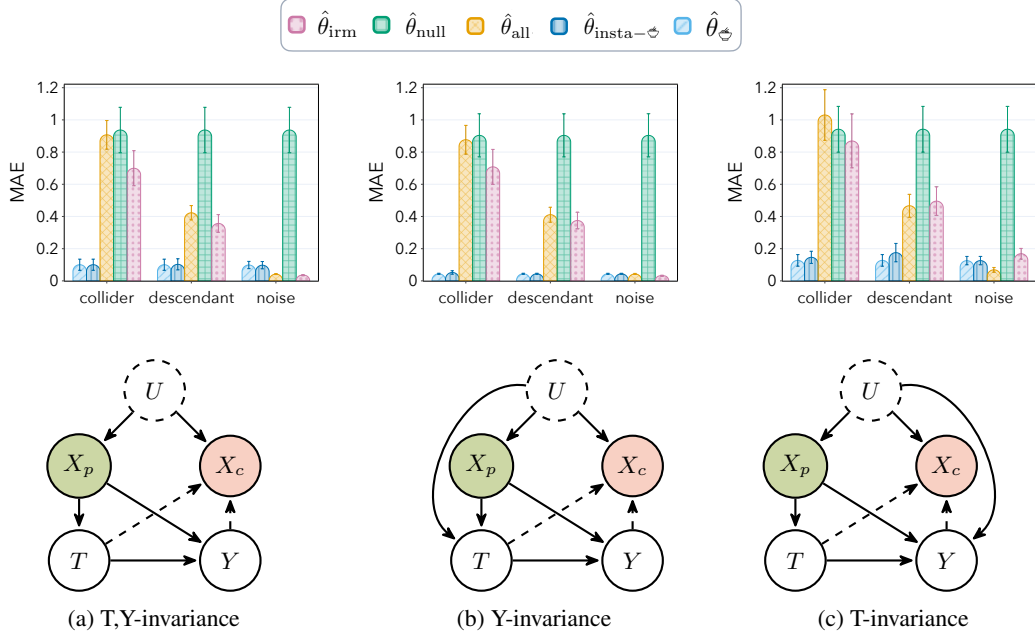 θ̂irm θ̂null θ̂all θ̂insta− θ̂
1.2 1 0.8 0.6 0.4 0.2 0
MAE
collider descendant noise
1.2 1 0.8 0.6 0.4 0.2 0
MAE
collider descendant noise
1.2 1 0.8 0.6 0.4 0.2 0
MAE
collider descendant noise
U
Xp Xc
T Y
U
Xp Xc
T Y
U
Xp Xc
T Y
(a) T,Y-invariance
(b) Y-invariance
(c) T-invariance